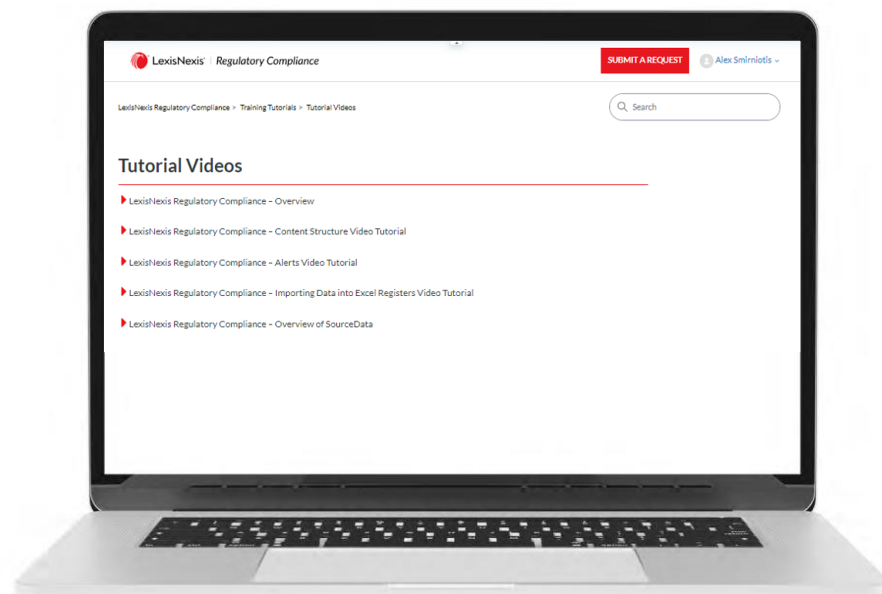 LexisNexis® | Regulatory Compliance
SUBMIT A REQUEST
Alex Smirniotis
LexisNexis Regulatory Compliance > Training Tutorials > Tutorial Videos
Search
Tutorial Videos
LexisNexis Regulatory Compliance – Overview
LexisNexis Regulatory Compliance – Content Structure Video Tutorial
LexisNexis Regulatory Compliance – Alerts Video Tutorial
LexisNexis Regulatory Compliance – Importing Data into Excel Registers Video Tutorial
LexisNexis Regulatory Compliance – Overview of SourceData